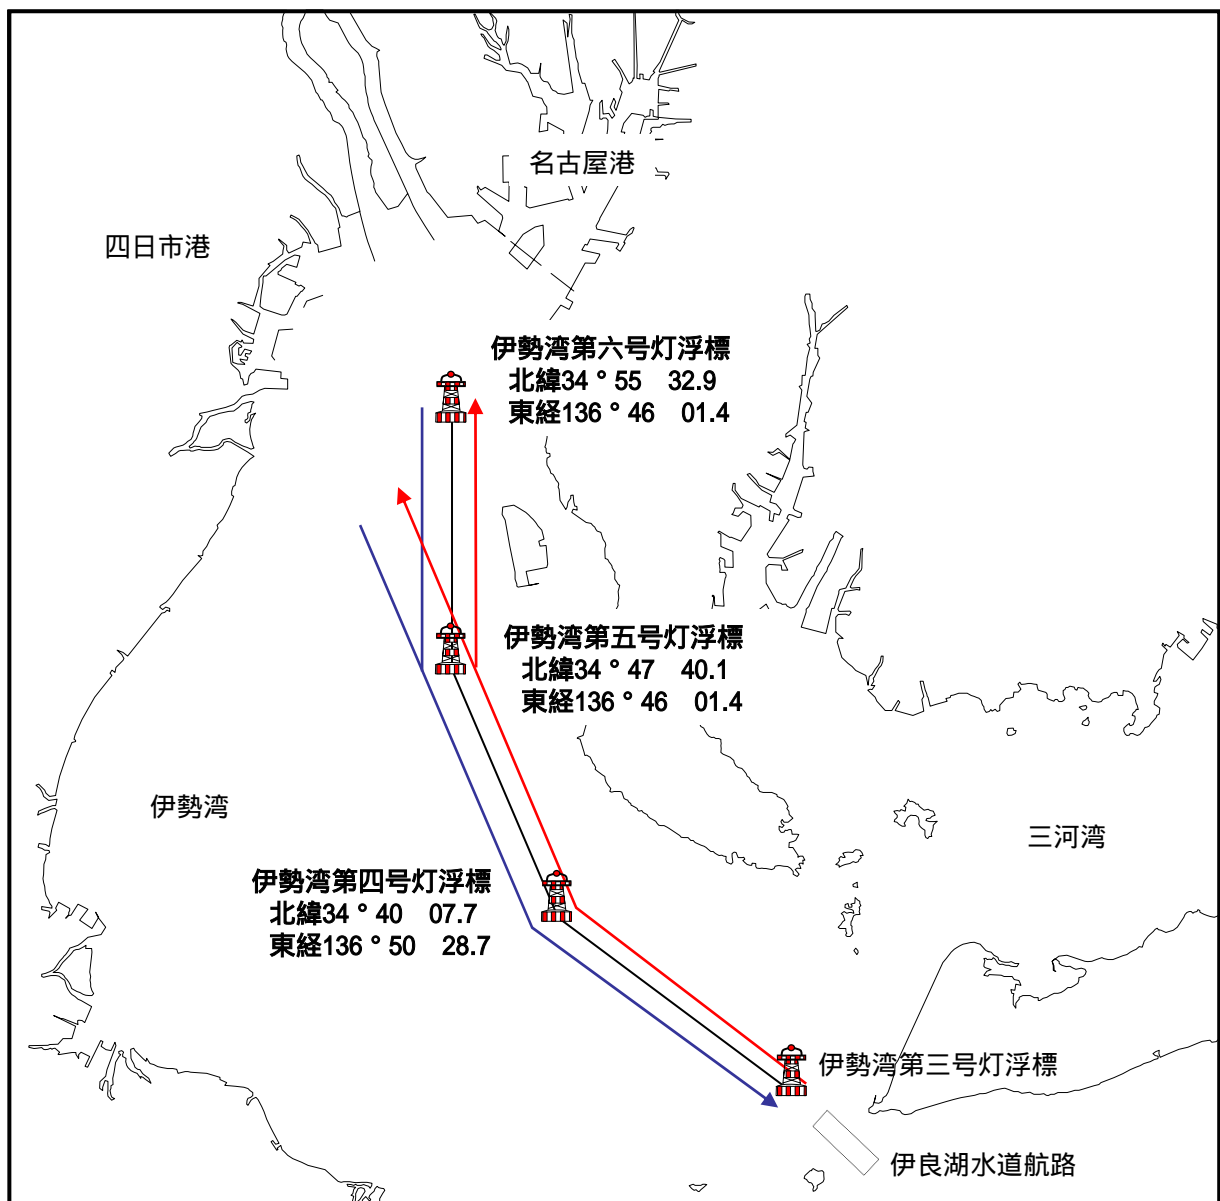 名古屋港
四日市港
伊勢湾第六号灯浮標
北緯34°55 32.9
東経136°46 01.4
伊勢湾第五号灯浮標
北緯34°47 40.1
東経136°46 01.4
伊勢湾
三河湾
伊勢湾第四号灯浮標
北緯34°40 07.7
東経136°50 28.7
伊勢湾第三号灯浮標
伊良湖水道航路